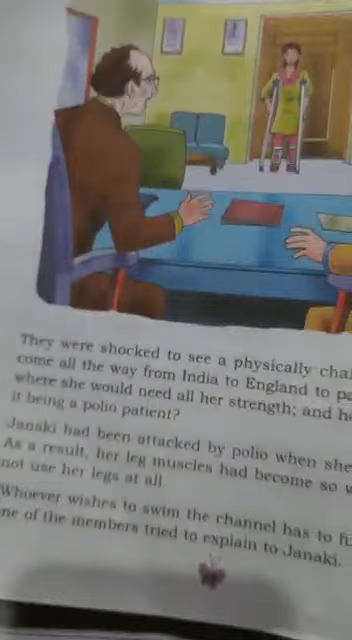 They were shocked to see a physically chal
come all the way from India to England to pa
where she would need all her strength; and h
it being a polio patient?
Janaki had been attacked by polio when she
As a result, her leg muscles had become so w
not use her legs at all.
Whoever wishes to swim the channel has to fu
ne of the members tried to explain to Janaki.